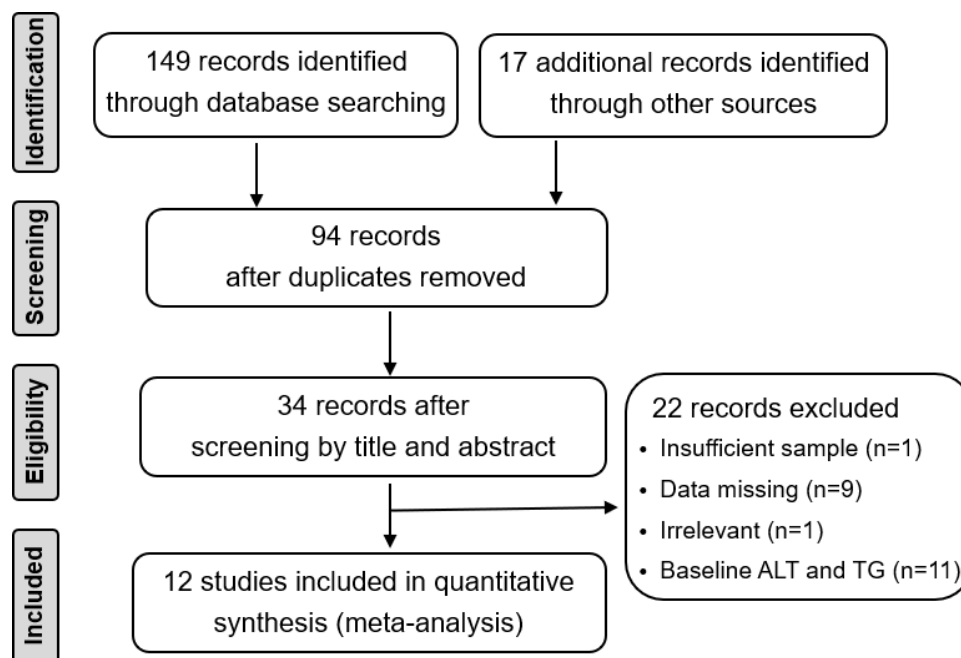 Identification
149 records identified
through database searching
17 additional records identified
through other sources
Screening
94 records
after duplicates removed
Eligibility
34 records after
screening by title and abstract
22 records excluded
• Insufficient sample (n=1)
• Data missing (n=9)
• Irrelevant (n=1)
• Baseline ALT and TG (n=11)
Included
12 studies included in quantitative
synthesis (meta-analysis)